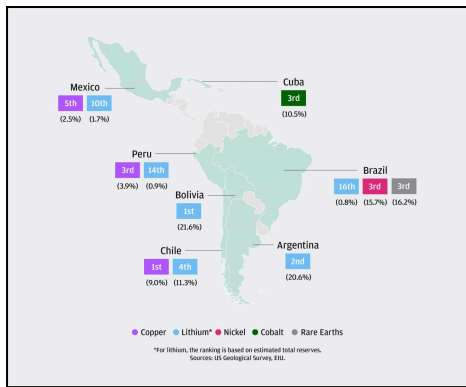 Mexico
5th 10th
(2.5%) (1.7%)
Cuba
3rd
(10.5%)
Peru
3rd 14th
(3.9%) (0.9%)
Brazil
16th 3rd 3rd
(0.8%) (15.7%) (16.2%)
Bolivia
1st
(21.6%)
Chile
1st 4th
(9.0%) (11.3%)
Argentina
2nd
(20.6%)
Copper Lithium* Nickel Cobalt Rare Earths
*For lithium, the ranking is based on estimated total reserves.
Sources: US Geological Survey, EIU.